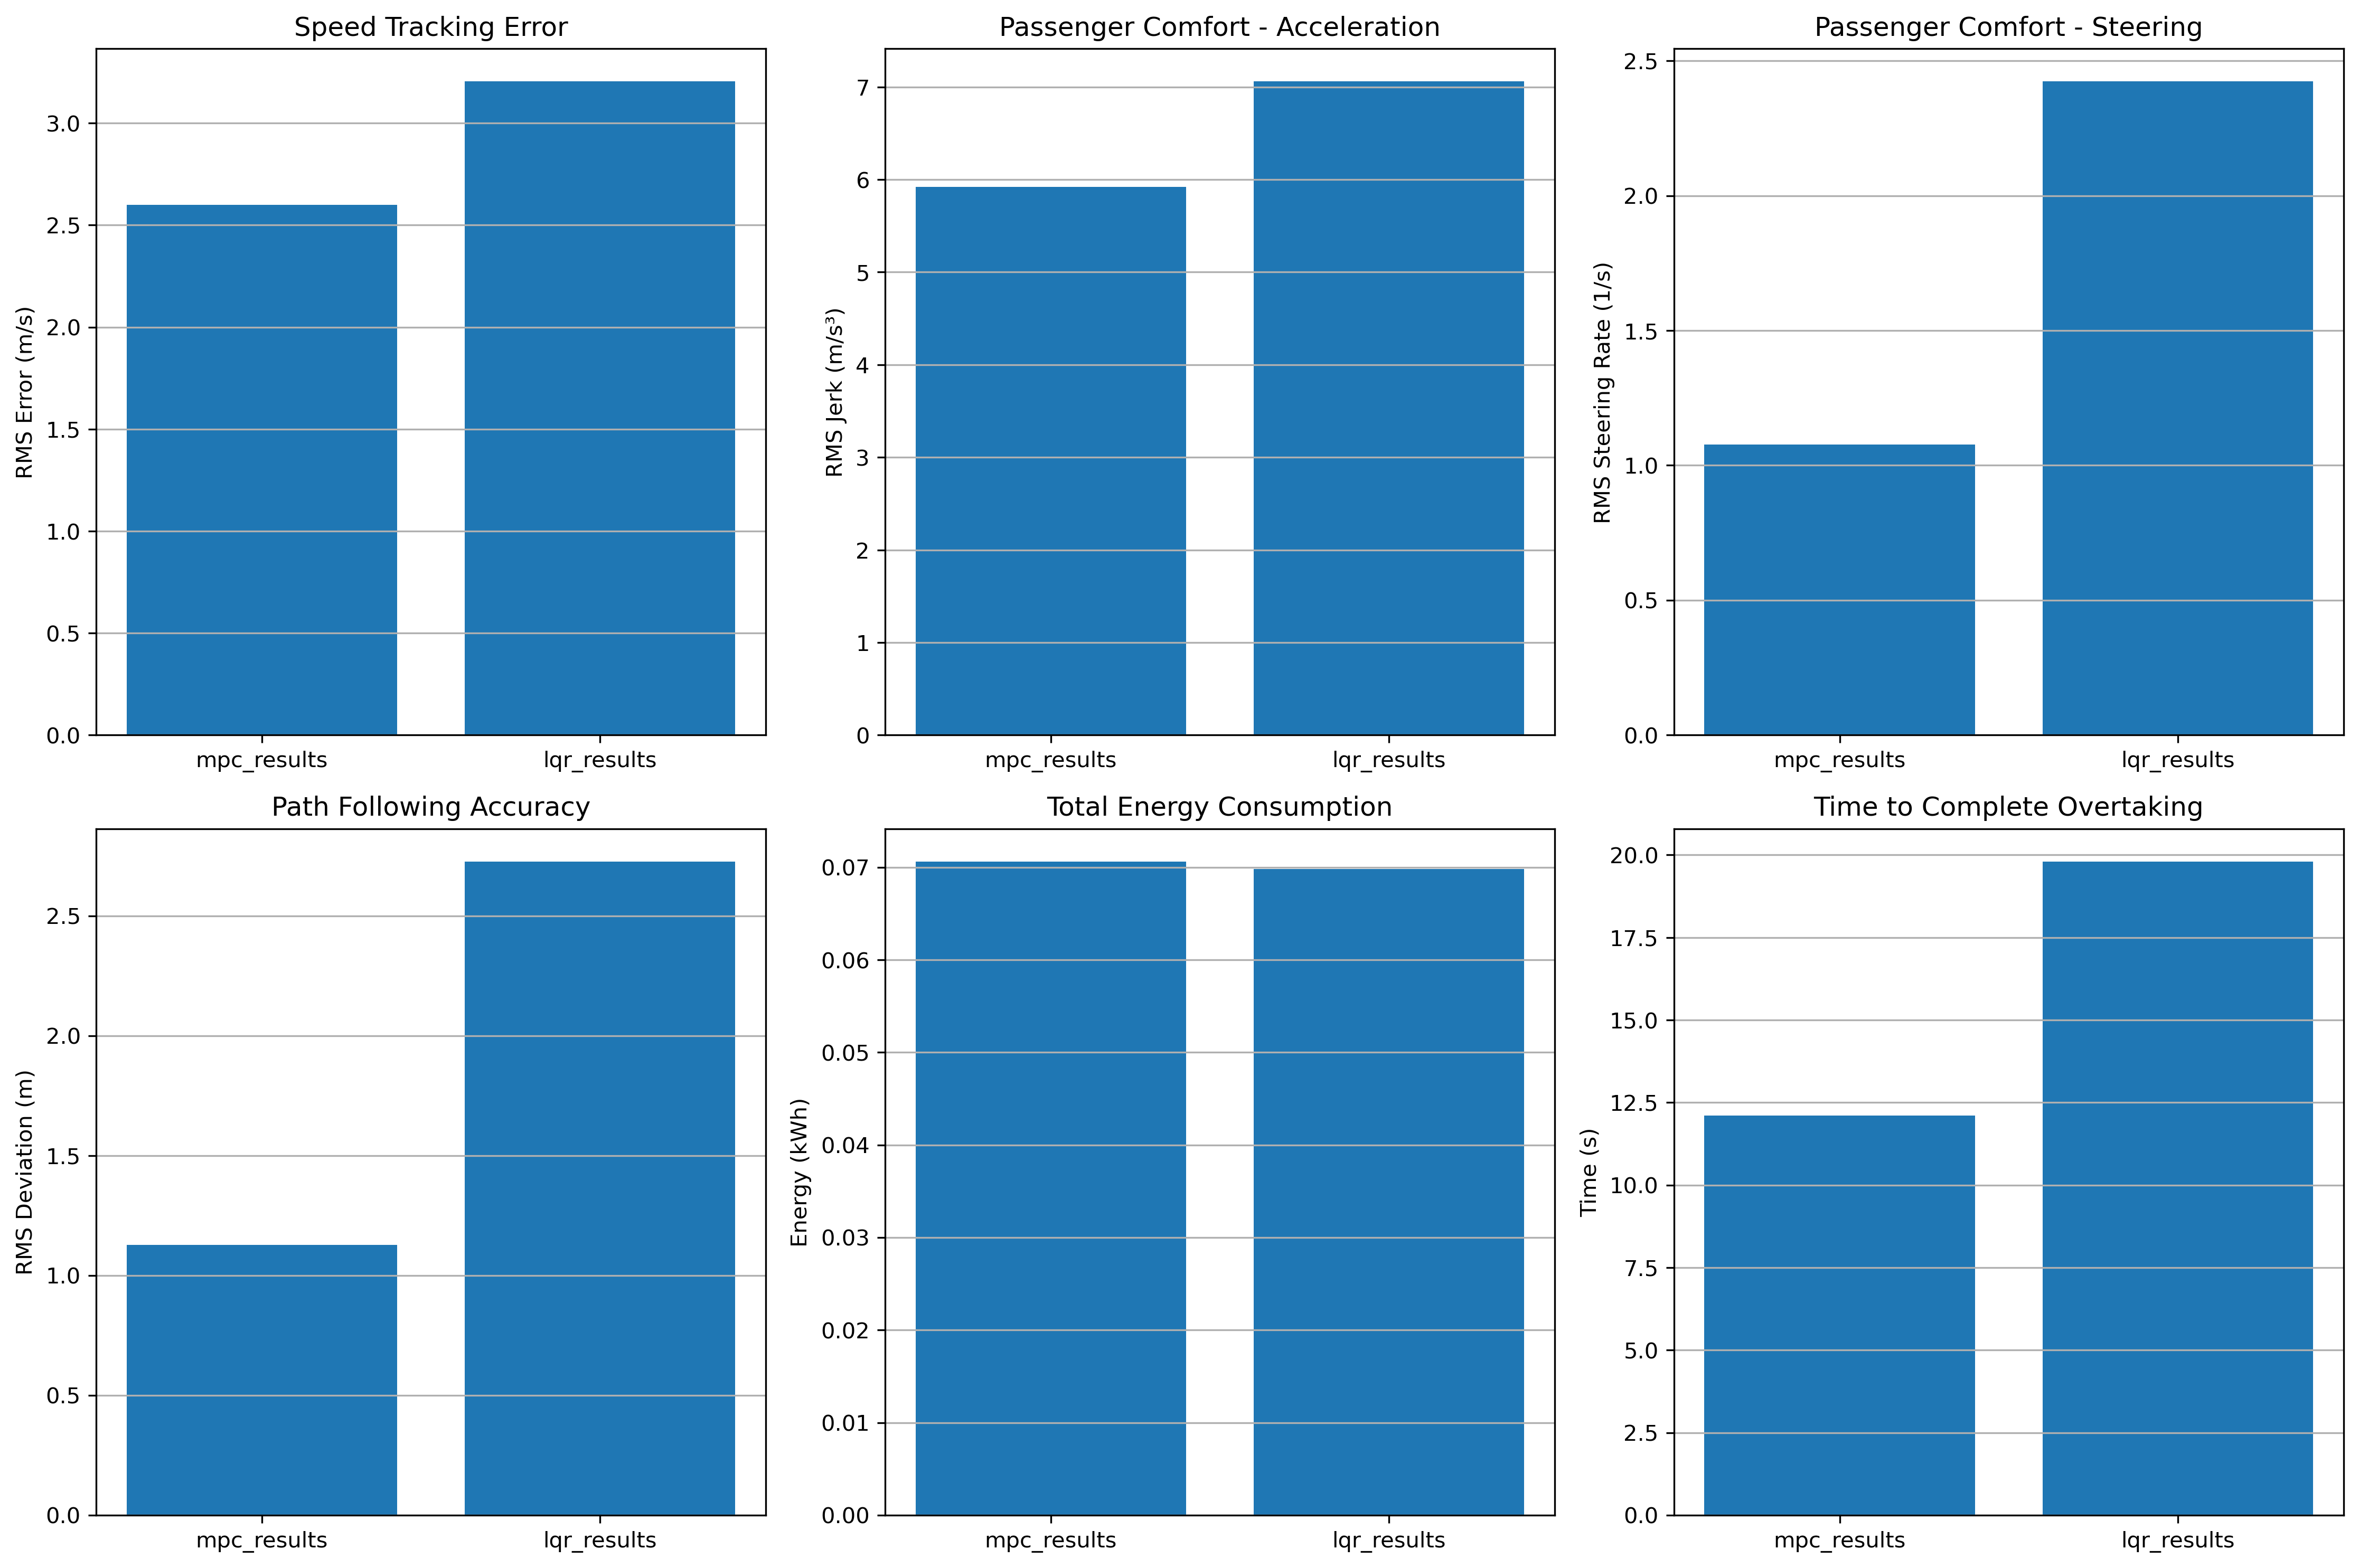 Speed Tracking Error
RMS Error (m/s)
3.0
2.5
2.0
1.5
1.0
0.5
0.0
mpc_results
lqr_results
Passenger Comfort - Acceleration
RMS Jerk (m/s³)
7
6
5
4
3
2
1
0
mpc_results
lqr_results
Passenger Comfort - Steering
RMS Steering Rate (1/s)
2.5
2.0
1.5
1.0
0.5
0.0
mpc_results
lqr_results
Path Following Accuracy
RMS Deviation (m)
2.5
2.0
1.5
1.0
0.5
0.0
mpc_results
lqr_results
Total Energy Consumption
Energy (kWh)
0.07
0.06
0.05
0.04
0.03
0.02
0.01
0.00
mpc_results
lqr_results
Time to Complete Overtaking
Time (s)
20.0
17.5
15.0
12.5
10.0
7.5
5.0
2.5
0.0
mpc_results
lqr_results